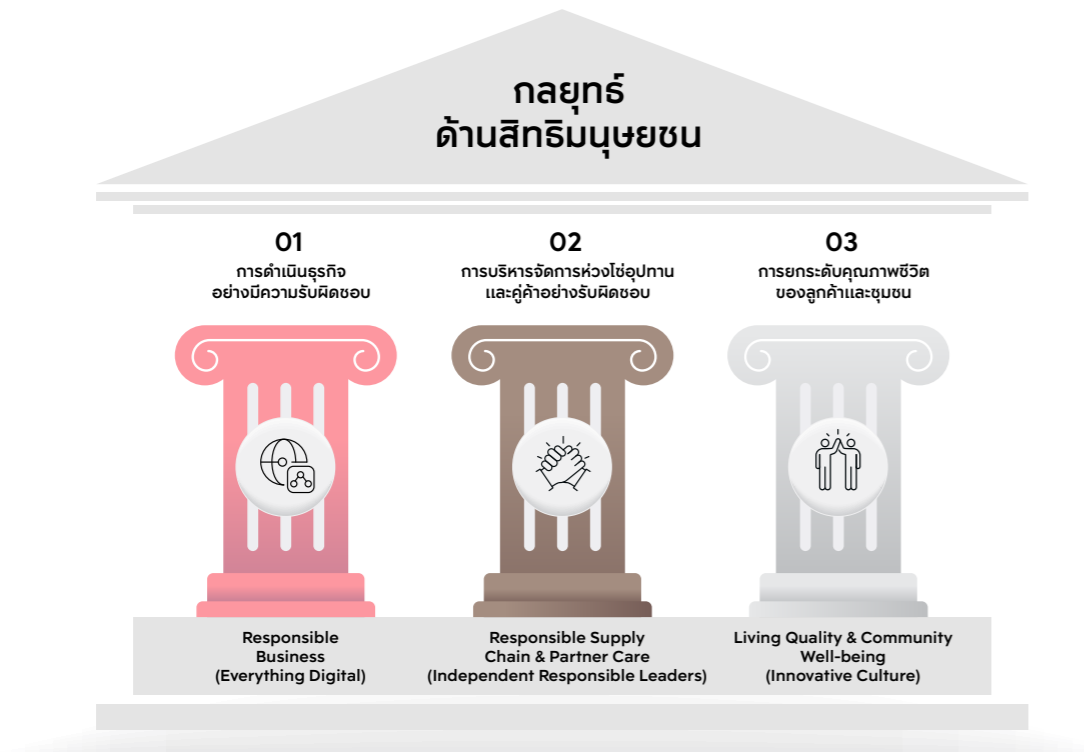 กลยุทธ์
ด้านสิทธิมนุษยชน
01
การดำเนินธุรกิจ
อย่างมีความรับผิดชอบ
02
การบริหารจัดการห่วงโซ่อุปทาน
และคู่ค้าอย่างรับผิดชอบ
03
การยกระดับคุณภาพชีวิต
ของลูกค้าและชุมชน
Responsible
Business
(Everything Digital)
Responsible Supply
Chain & Partner Care
(Independent Responsible Leaders)
Living Quality & Community
Well-being
(Innovative Culture)